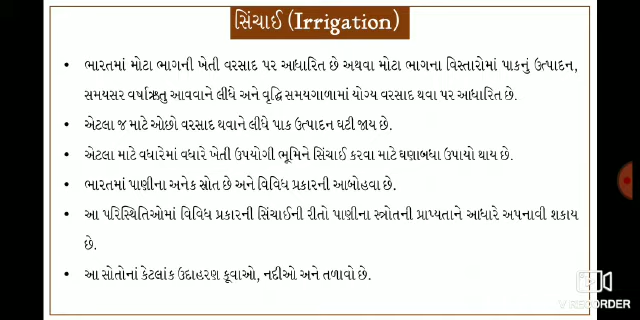 સિંચાઈ (Irrigation)
• ભારતમાં મોટા ભાગની ખેતી વરસાદ પર આધારિત છે અથવા મોટા ભાગના વિસ્તારોમાં પાકનું ઉત્પાદન,
સમયસર વર્ષાઋતુ આવવાને લીધે અને વૃદ્ધિ સમયગાળામાં યોગ્ય વરસાદ થવા પર આધારિત છે.
• એટલા જ માટે ઓછો વરસાદ થવાને લીધે પાક ઉત્પાદન ઘટી જાય છે.
• એટલા માટે વધારેમાં વધારે ખેતી ઉપયોગી ભૂમિને સિંચાઈ કરવા માટે ઘણાબધા ઉપાયો થાય છે.
• ભારતમાં પાણીના અનેક સ્રોત છે અને વિવિધ પ્રકારની આબોહવા છે.
• આ પરિસ્થિતિઓમાં વિવિધ પ્રકારની સિંચાઈની રીતો પાણીના સ્ત્રોતની પ્રાપ્યતાને આધારે અપનાવી શકાય
છે.
• આ સોતોનાં કેટલાંક ઉદાહરણ કૂવાઓ, નદીઓ અને તળાવો છે.
V RECORDER